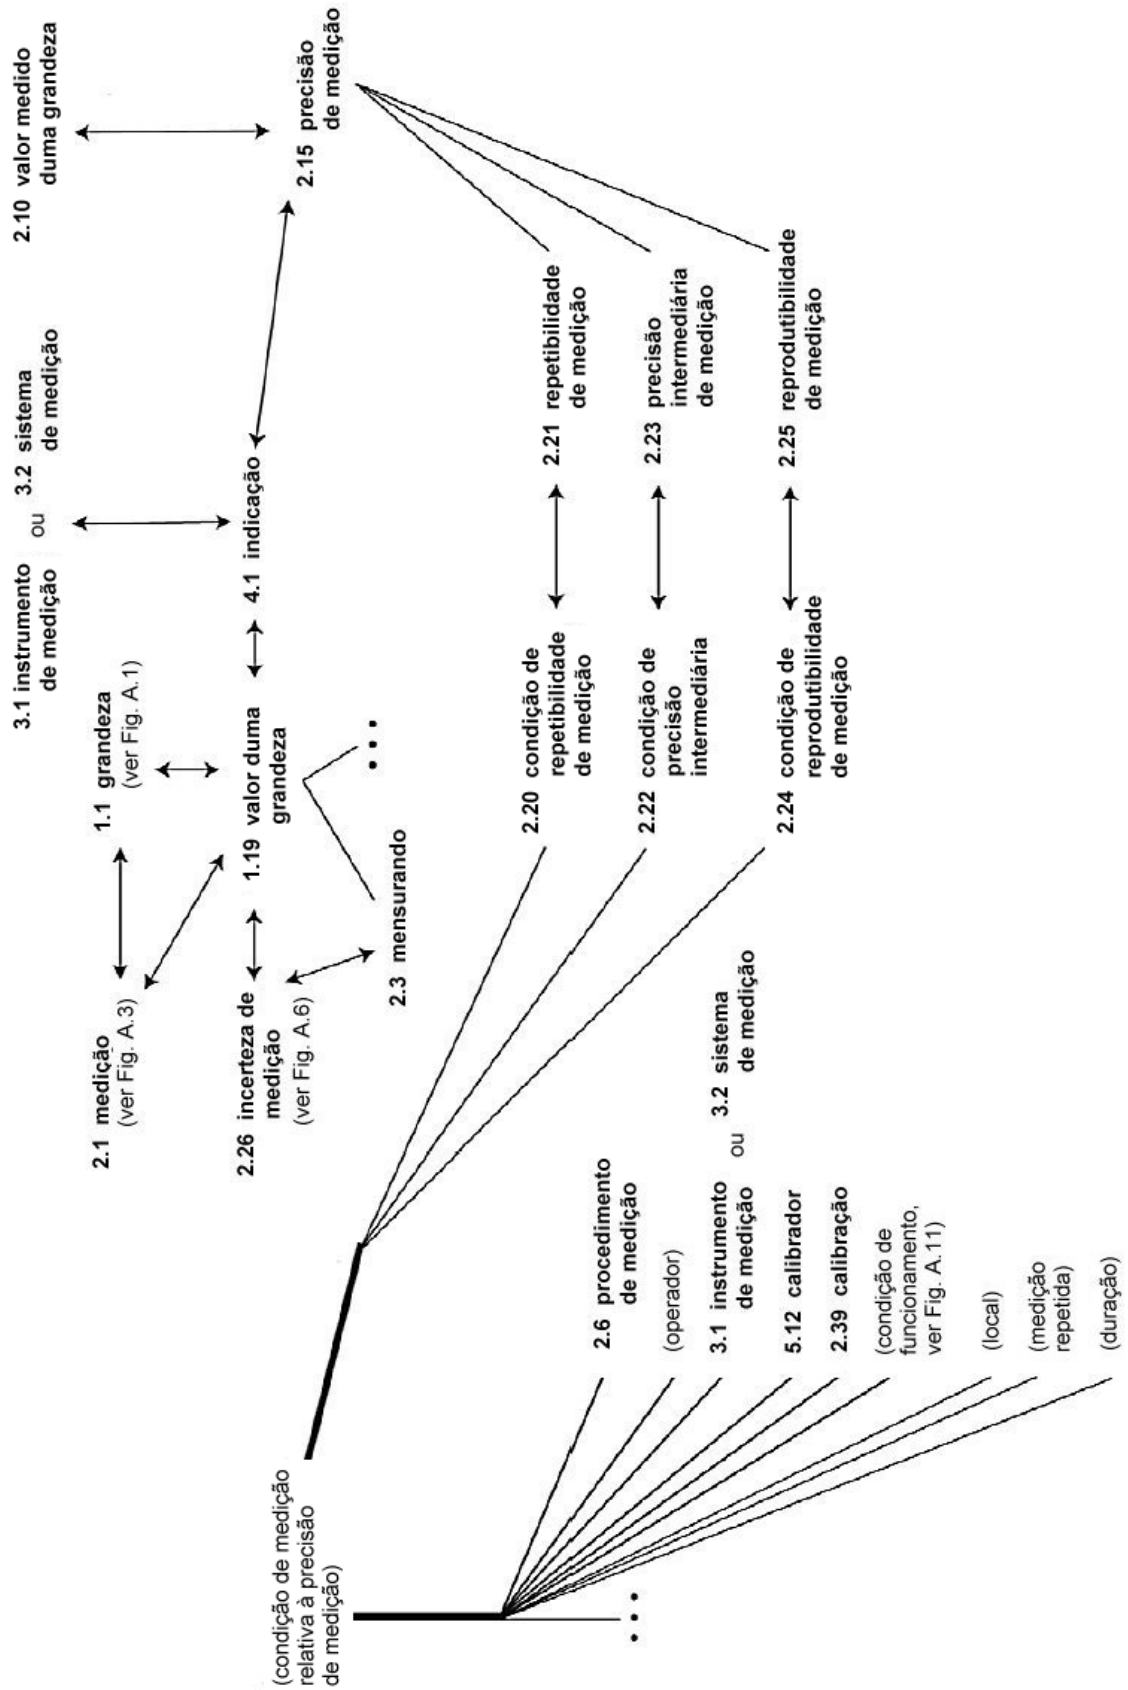 3.1 instrumento
de medição
ou
3.2 sistema
de medição
2.10 valor medido
duma grandeza
2.1 medição
(ver Fig. A.3)
1.1 grandeza
(ver Fig. A.1)
2.26 incerteza de
medição
(ver Fig. A.6)
1.19 valor duma
grandeza
4.1 indicação
2.15 precisão
de medição
2.3 mensurando
...
(condição de medição
relativa à precisão
de medição)
2.20 condição de
repetibilidade
de medição
2.21 repetibilidade
de medição
2.22 condição de
precisão
intermediária
2.23 precisão
intermediária
de medição
2.24 condição de
reprodutibilidade
de medição
2.25 reprodutibilidade
de medição
...
2.6 procedimento
de medição
(operador)
3.1 instrumento
de medição
ou
3.2 sistema
de medição
5.12 calibrador
2.39 calibração
(condição de
funcionamento,
ver Fig. A.11)
(local)
(medição
repetida)
(duração)